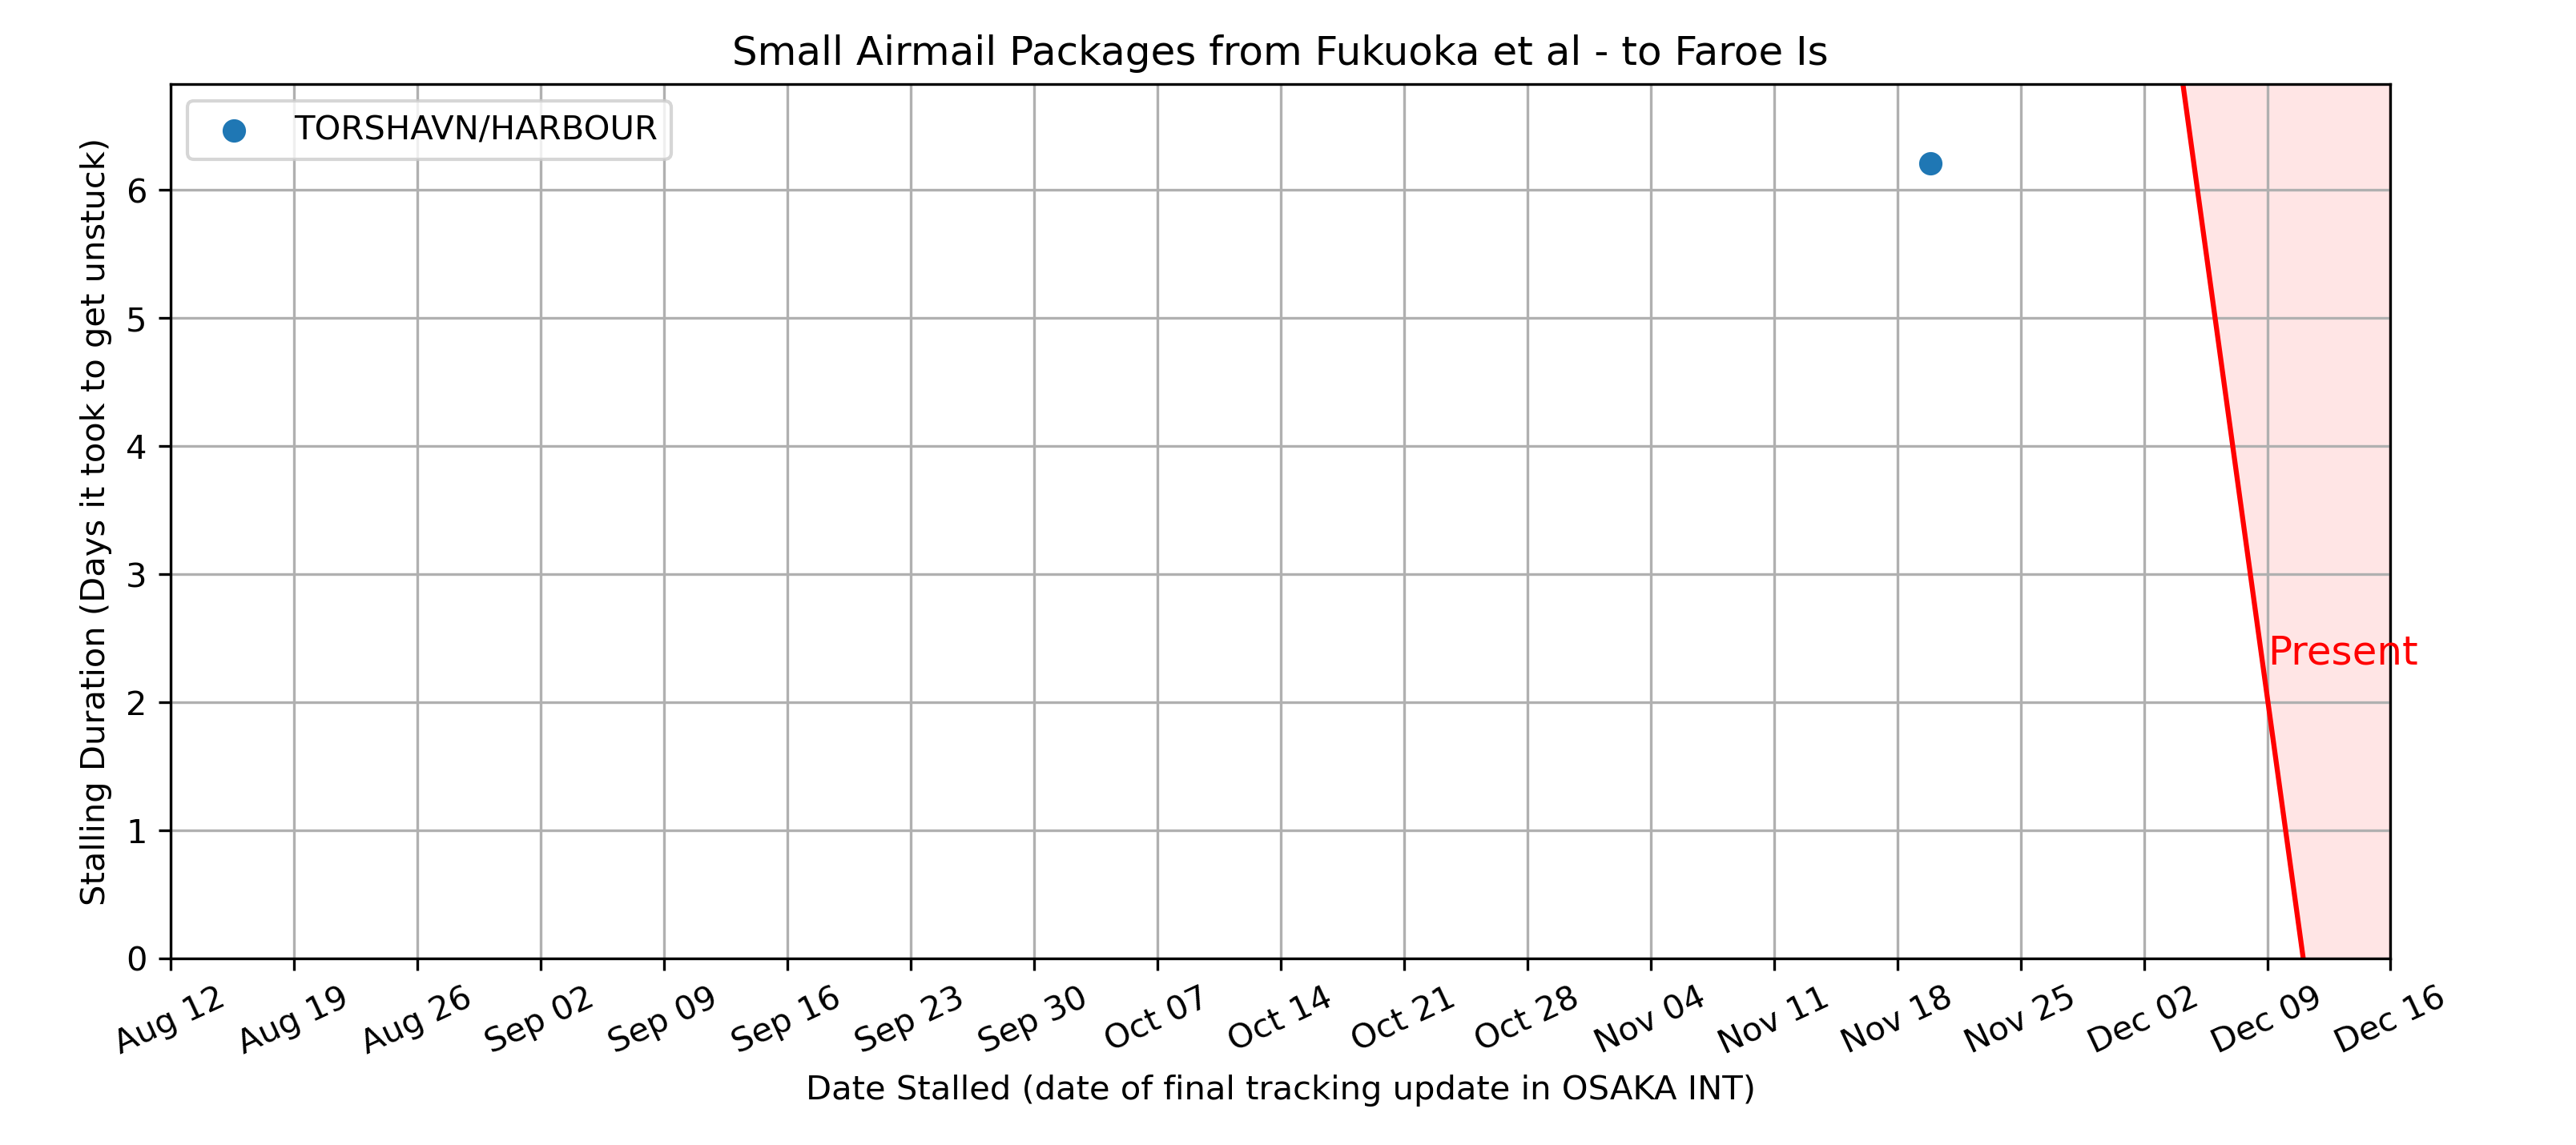 Small Airmail Packages from Fukuoka et al - to Faroe Is
TORSHAVN/HARBOUR
Stalling Duration (Days it took to get unstuck)
6
5
4
3
2
1
0
Present
Aug 12
Aug 19
Aug 26
Sep 02
Sep 09
Sep 16
Sep 23
Sep 30
Oct 07
Oct 14
Oct 21
Oct 28
Nov 04
Nov 11
Nov 18
Nov 25
Dec 02
Dec 09
Dec 16
Date Stalled (date of final tracking update in OSAKA INT)